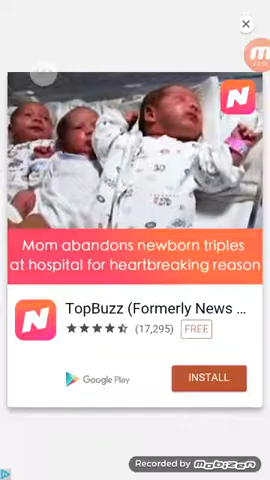 N
Mom abandons newborn triples
at hospital for heartbreaking reason
N
TopBuzz (Formerly News ...
(17,295) FREE
Google Play
INSTALL
Recorded by mobizen